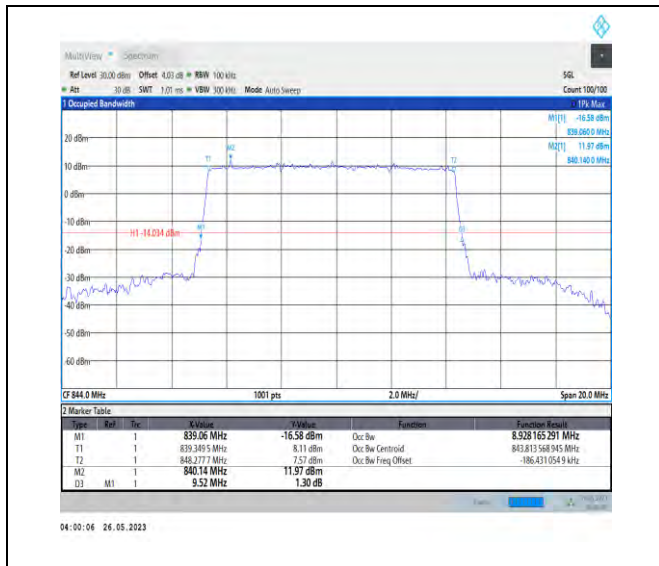 MultiView Spectrum
Ref Level 30.00 dBm Offset 4.03 dB RBW 100 kHz SGL
Att 30 dB SWT 1.01 ms VBW 300 kHz Mode Auto Sweep Count 100/100
1 Occupied Bandwidth 1Pk Max
M1[1] -16.58 dBm
839.060 0 MHz
M2[1] 11.97 dBm
840.140 0 MHz
20 dBm
M2
T1 T2
10 dBm
0 dBm
-10 dBm
M1 D3
H1 -14.034 dBm
-20 dBm
-30 dBm
-40 dBm
-50 dBm
-60 dBm
CF 844.0 MHz 1001 pts 2.0 MHz/ Span 20.0 MHz
2 Marker Table
Type Ref Trc X-Value Y-Value Function Function Result
M1 1 839.06 MHz -16.58 dBm Occ Bw 8.928 165 291 MHz
T1 1 839.349 5 MHz 8.11 dBm Occ Bw Centroid 843.813 568 945 MHz
T2 1 848.277 7 MHz 7.57 dBm Occ Bw Freq Offset -186.431 054 9 kHz
M2 1 840.14 MHz 11.97 dBm
D3 M1 1 9.52 MHz 1.30 dB
04:00:06 26.05.2023